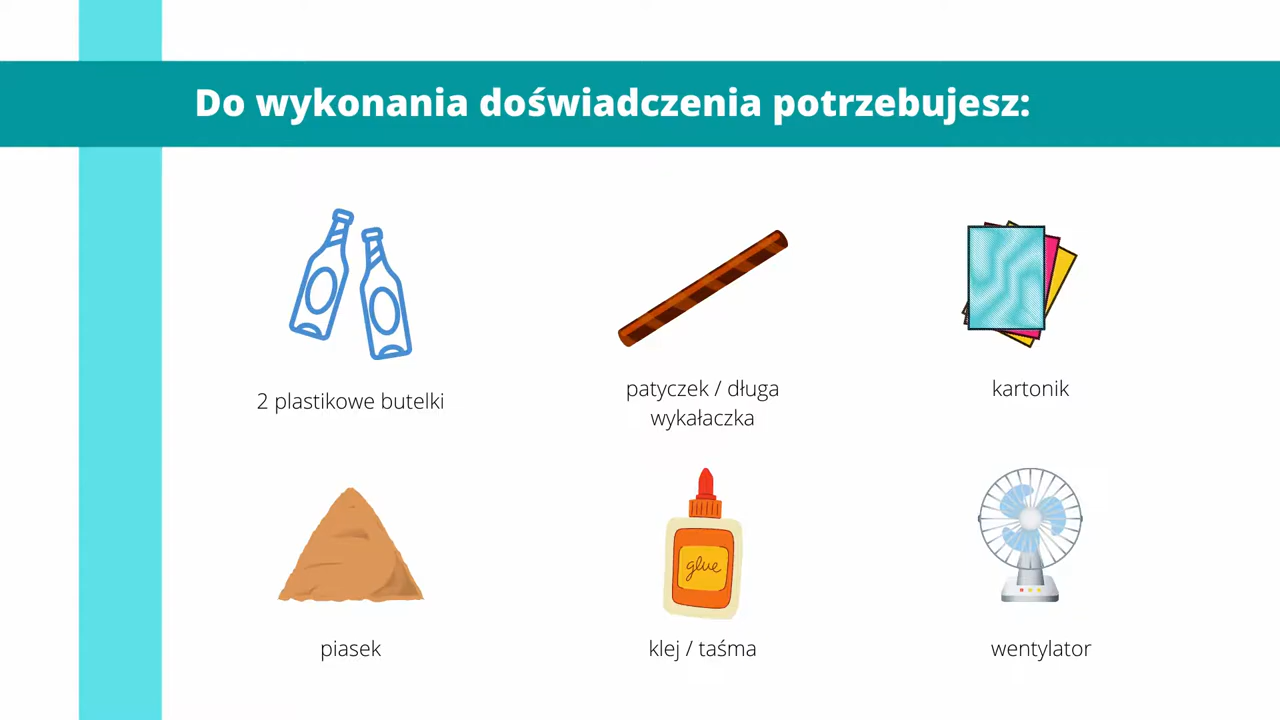 Do wykonania doświadczenia potrzebujesz:
2 plastikowe butelki
patyczek / długa
wykałaczka
kartonik
glue
piasek
klej / taśma
wentylator